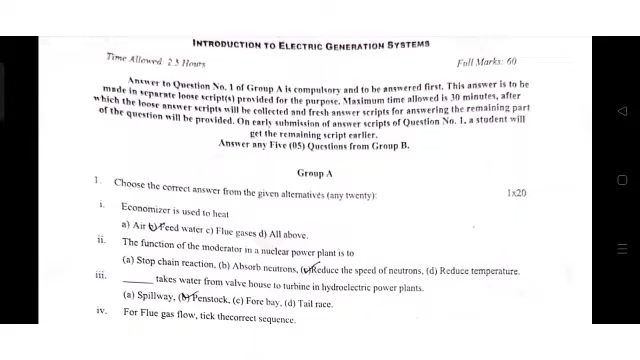 INTRODUCTION TO ELECTRIC GENERATION SYSTEMS
Time Allowed 2.5 Hours Full Marks: 60
Answer to Question No. 1 of Group A is compulsory and to be answered first. This answer is to be
made in separate loose script(s) provided for the purpose. Maximum time allowed is 30 minutes, after
which the loose answer scripts will be collected and fresh answer scripts for answering the remaining part
of the question will be provided. On early submission of answer scripts of Question No. 1, a student will
get the remaining script earlier.
Answer any Five (05) Questions from Group B.
Group A
1. Choose the correct answer from the given alternatives (any twenty): 1x20
i. Economizer is used to heat
a) Air b) Feed water c) Flue gases d) All above.
ii. The function of the moderator in a nuclear power plant is to
(a) Stop chain reaction, (b) Absorb neutrons, (c) Reduce the speed of neutrons, (d) Reduce temperature.
iii. ______ takes water from valve house to turbine in hydroelectric power plants.
(a) Spillway, (b) Penstock, (c) Fore bay, (d) Tail race.
iv. For Flue gas flow, tick thecorrect sequence.